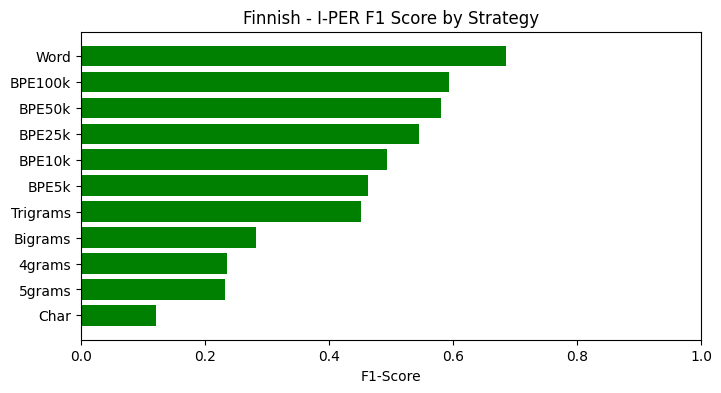 Finnish - I-PER F1 Score by Strategy
Word
BPE100k
BPE50k
BPE25k
BPE10k
BPE5k
Trigrams
Bigrams
4grams
5grams
Char
0.0 0.2 0.4 0.6 0.8 1.0
F1-Score